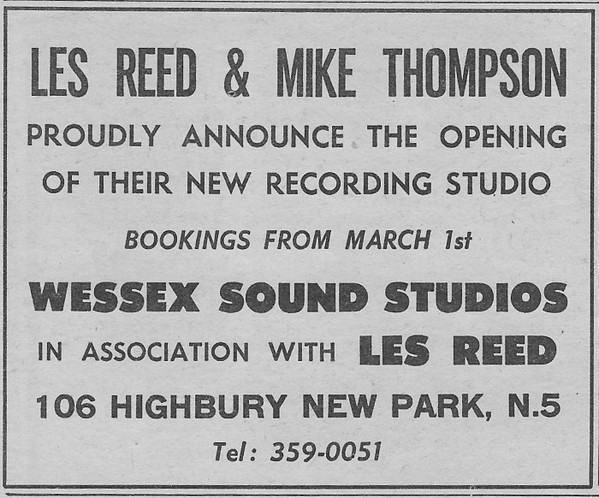 LES REED & MIKE THOMPSON
PROUDLY ANNOUNCE THE OPENING
OF THEIR NEW RECORDING STUDIO
BOOKINGS FROM MARCH 1st
WESSEX SOUND STUDIOS
IN ASSOCIATION WITH LES REED
106 HIGHBURY NEW PARK, N.5
Tel: 359-0051